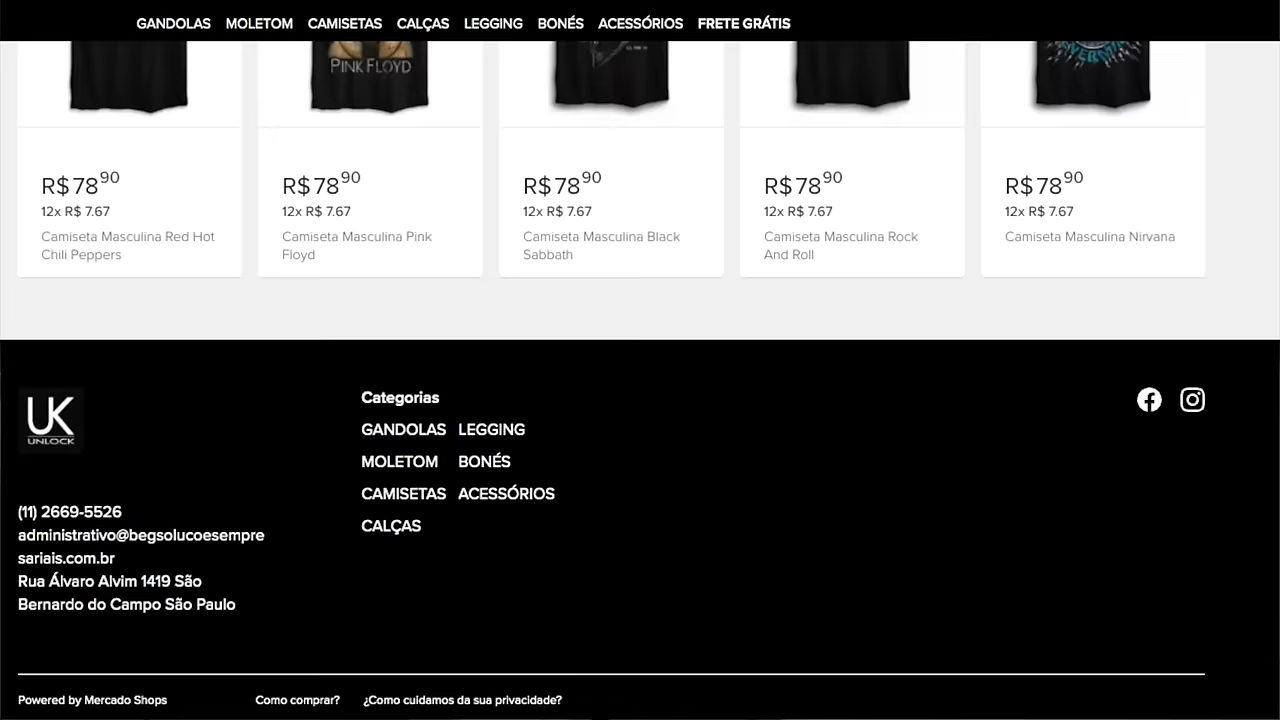 GANDOLAS MOLETOM CAMISETAS CALÇAS LEGGING BONÉS ACESSÓRIOS FRETE GRÁTIS
PINK FLOYD
R$ 78 90
12x R$ 7.67
Camiseta Masculina Red Hot
Chili Peppers
R$ 78 90
12x R$ 7.67
Camiseta Masculina Pink
Floyd
R$ 78 90
12x R$ 7.67
Camiseta Masculina Black
Sabbath
R$ 78 90
12x R$ 7.67
Camiseta Masculina Rock
And Roll
R$ 78 90
12x R$ 7.67
Camiseta Masculina Nirvana
UK
UNLOCK
(11) 2669-5526
administrativo@begsolucoesempre
sariais.com.br
Rua Álvaro Alvim 1419 São
Bernardo do Campo São Paulo
Categorias
GANDOLAS LEGGING
MOLETOM BONÉS
CAMISETAS ACESSÓRIOS
CALÇAS
Powered by Mercado Shops Como comprar? ¿Como cuidamos da sua privacidade?